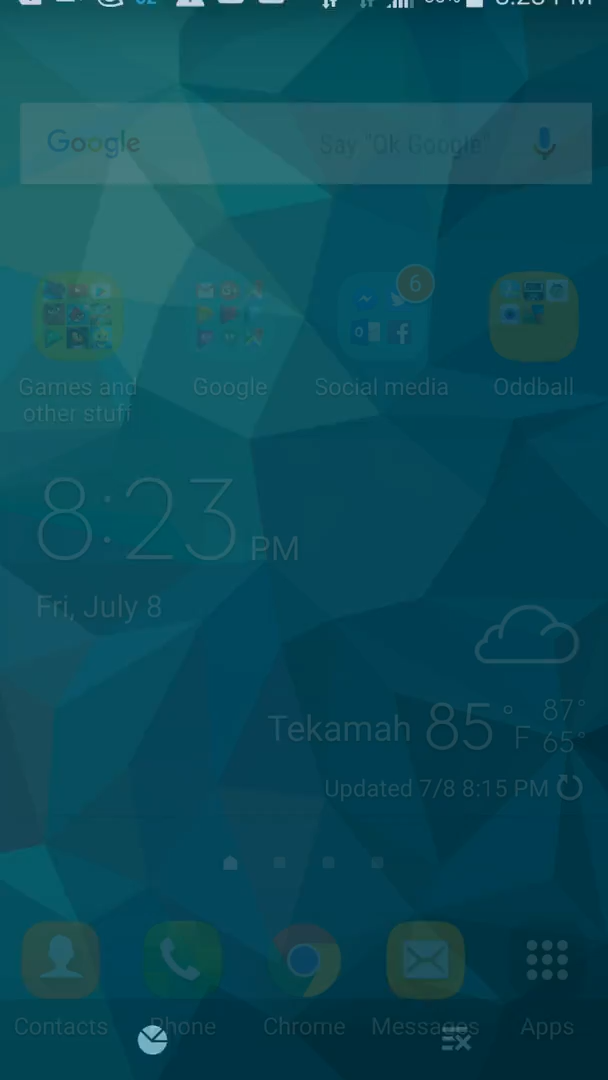 Google Say "Ok Google"
6
Games and other stuff
Google
Social media
Oddball
8:23 PM
Fri, July 8
Tekamah 85° F 87° 65°
Updated 7/8 8:15 PM
Contacts Phone Chrome Messages Apps